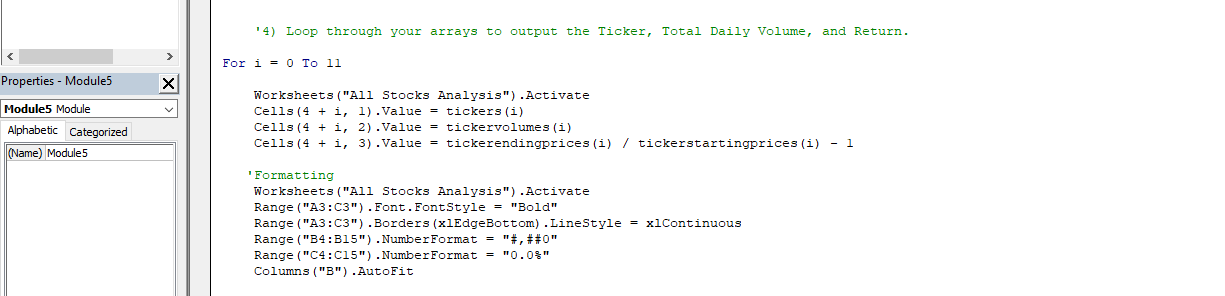 '4) Loop through your arrays to output the Ticker, Total Daily Volume, and Return.
For i = 0 To 11
Properties - Module5
Worksheets("All Stocks Analysis").Activate
Module5 Module
Cells(4 + i, 1).Value = tickers(i)
Cells(4 + i, 2).Value = tickervolumes(i)
Alphabetic Categorized
Cells(4 + i, 3).Value = tickerendingprices(i) / tickerstartingprices(i) - 1
(Name) Module5
'Formatting
Worksheets("All Stocks Analysis").Activate
Range("A3:C3").Font.FontStyle = "Bold"
Range("A3:C3").Borders(xlEdgeBottom).LineStyle = xlContinuous
Range("B4:B15").NumberFormat = "#,##0"
Range("C4:C15").NumberFormat = "0.0%"
Columns("B").AutoFit